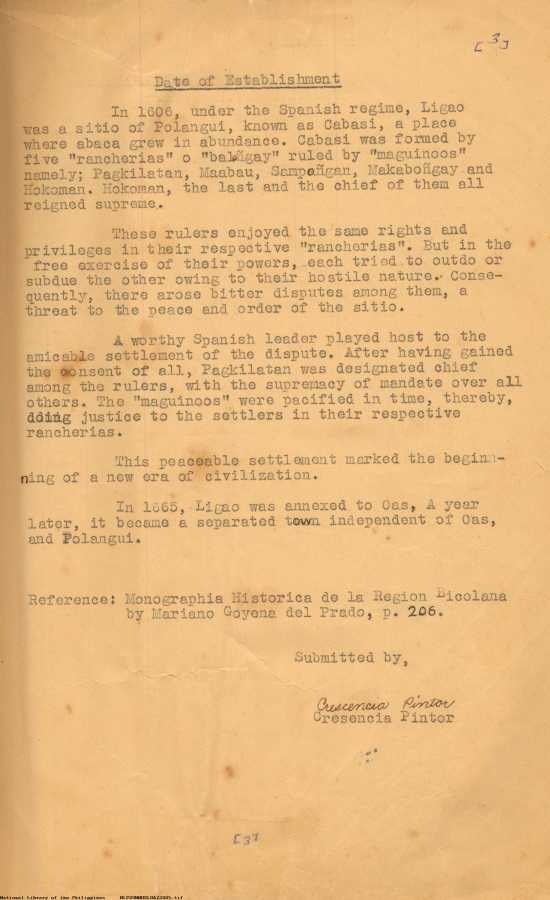 [ 3 ]
Date of Establishment
In 1606, under the Spanish regime, Ligao
was a sitio of Polangui, known as Cabasi, a place
where abaca grew in abundance. Cabasi was formed by
five "rancherias" o "balñgay" ruled by "maguinoos"
namely; Pagkilatan, Maabau, Sampañgan, Makaboñgay and
Hokoman. Hokoman, the last and the chief of them all
reigned supreme.
These rulers enjoyed the same rights and
privileges in their respective "rancherias". But in the
free exercise of their powers, each tried to outdo or
subdue the other owing to their hostile nature. Conse-
quently, there arose bitter disputes among them, a
threat to the peace and order of the sitio.
A worthy Spanish leader played host to the
amicable settlement of the dispute. After having gained
the consent of all, Pagkilatan was designated chief
among the rulers, with the supremacy of mandate over all
others. The "maguinoos" were pacified in time, thereby,
doing justice to the settlers in their respective
rancherias.
This peaceable settlement marked the beginn-
ning of a new era of civilization.
In 1665, Ligao was annexed to Oas, A year
later, it became a separated town independent of Oas,
and Polangui.
Reference: Monographia Historica de la Region Bicolana
by Mariano Goyena del Prado, p. 206.
Submitted by,
Crescencia Pintor
Cresencia Pintor
[ 3 ]
National Library of the Philippines